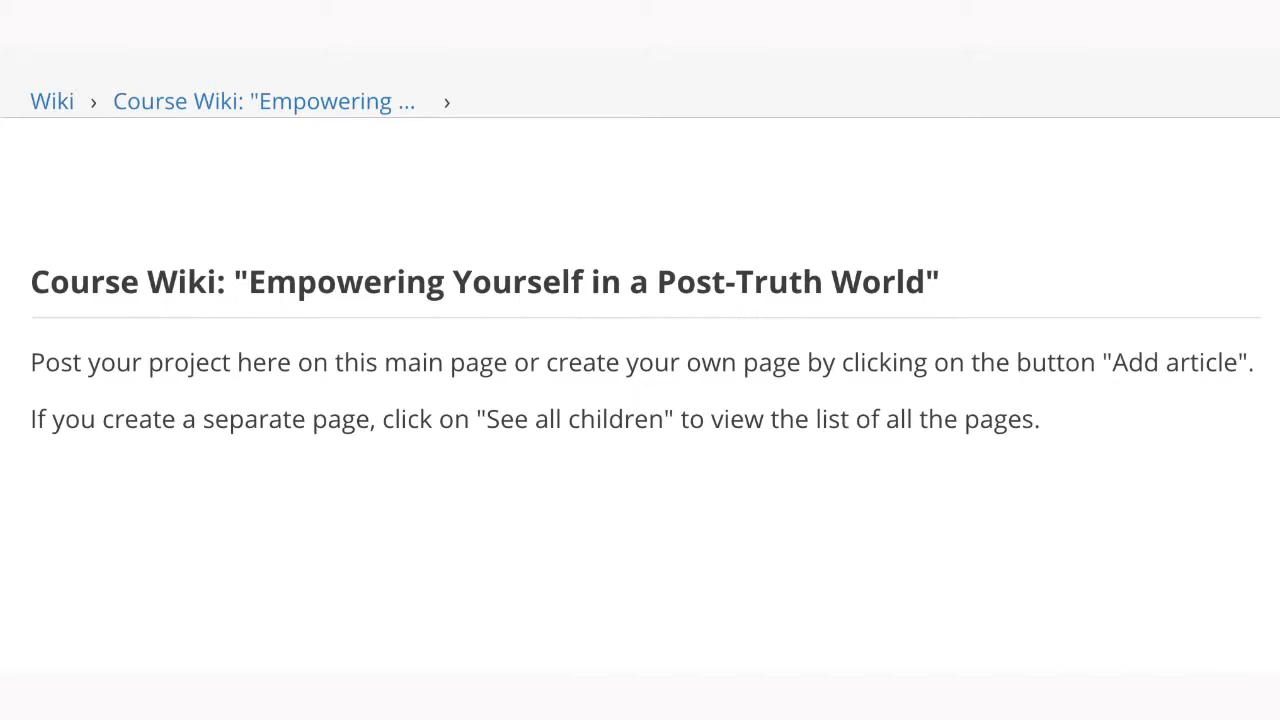 Wiki › Course Wiki: "Empowering ... ›
Course Wiki: "Empowering Yourself in a Post-Truth World"
Post your project here on this main page or create your own page by clicking on the button "Add article".
If you create a separate page, click on "See all children" to view the list of all the pages.